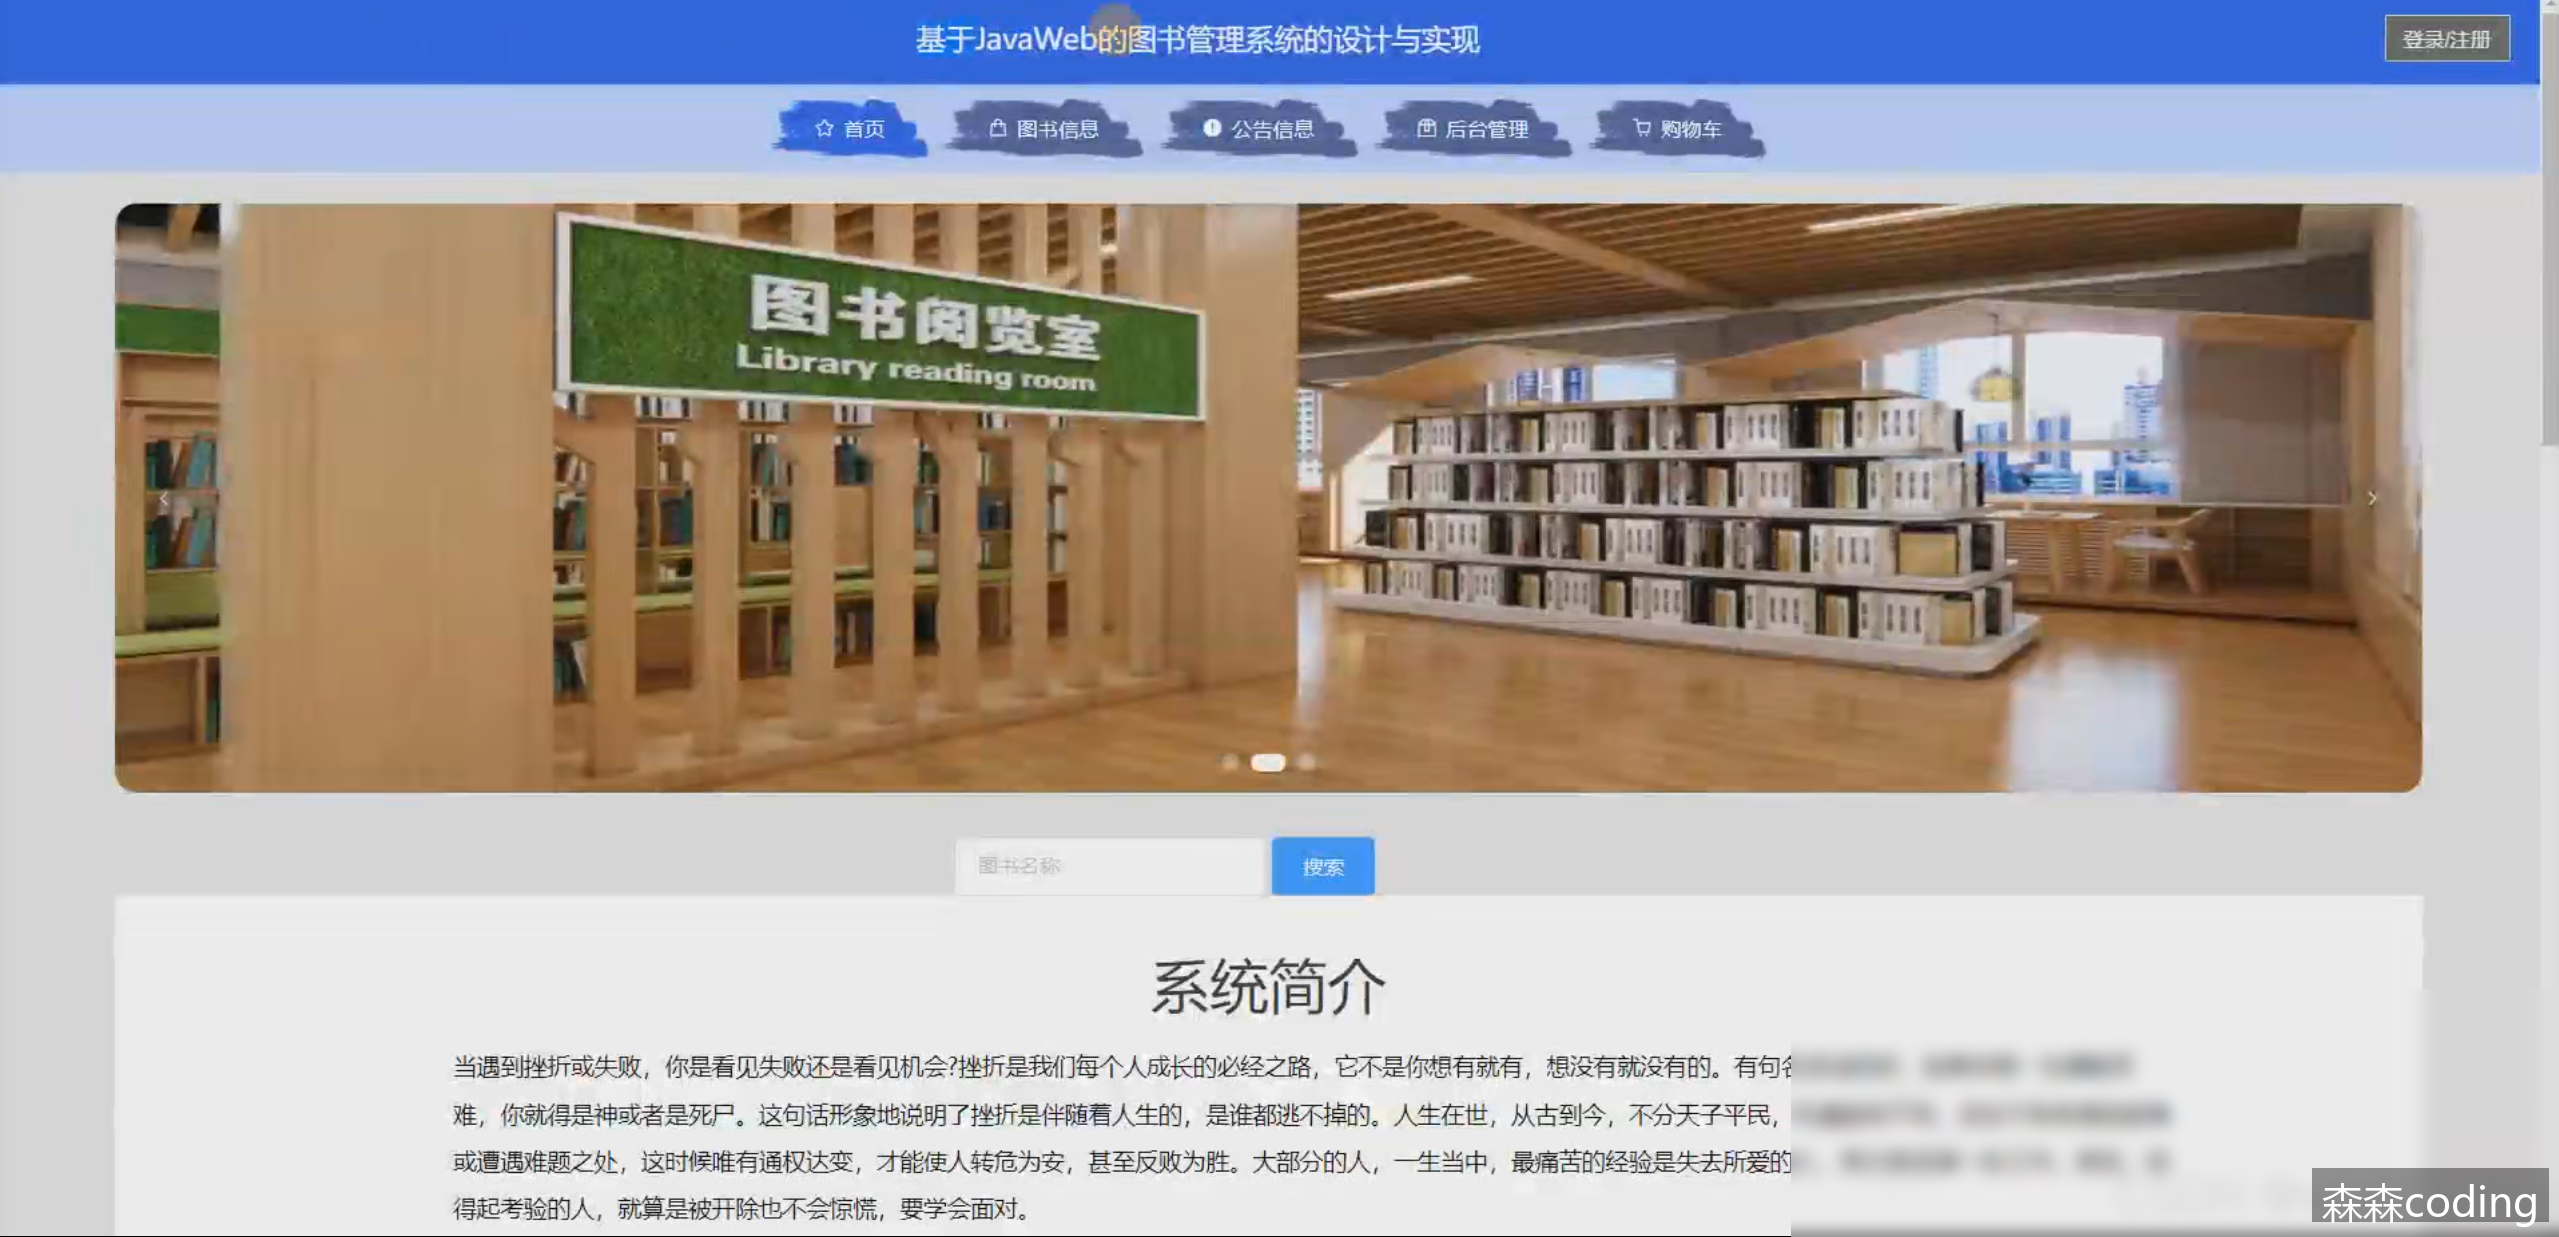 基于JavaWeb的图书管理系统的设计与实现
登录/注册
首页
图书信息
公告信息
后台管理
购物车
图书阅览室
Library reading room
图书名称
搜索
系统简介
当遇到挫折或失败，你是看见失败还是看见机会?挫折是我们每个人成长的必经之路，它不是你想有就有，想没有就没有的。有句
难，你就得是神或者是死尸。这句话形象地说明了挫折是伴随着人生的，是谁都逃不掉的。人生在世，从古到今，不分天子平民，
或遭遇难题之处，这时候唯有通权达变，才能使人转危为安，甚至反败为胜。大部分的人，一生当中，最痛苦的经验是失去所爱的
得起考验的人，就算是被开除也不会惊慌，要学会面对。
森森coding